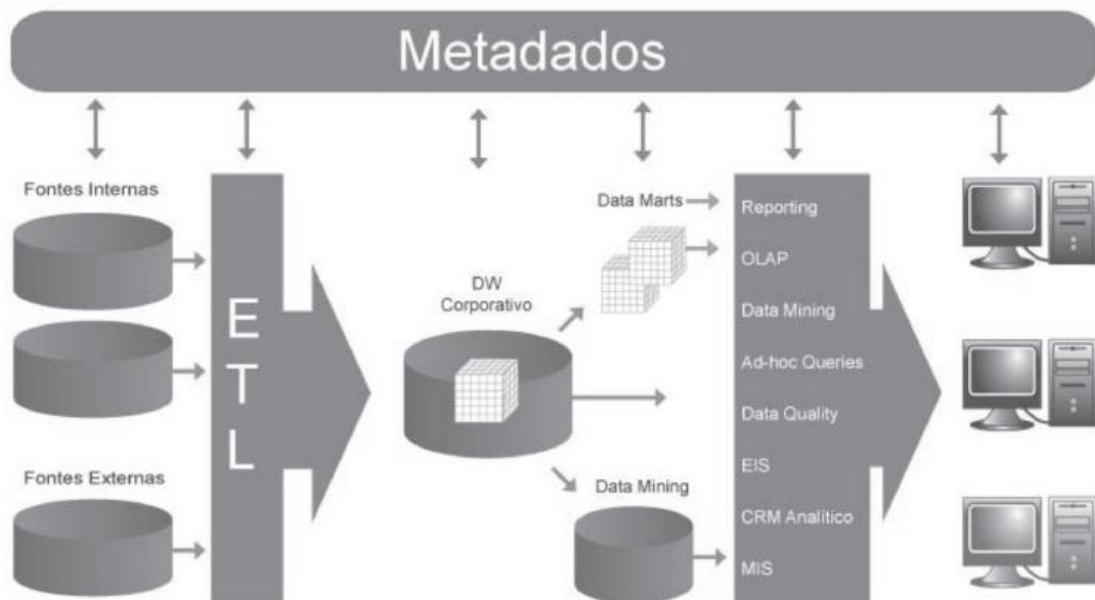 Metadados
Fontes Internas
Fontes Externas
E
T
L
DW
Corporativo
Data Marts
Data Mining
Reporting
OLAP
Data Mining
Ad-hoc Queries
Data Quality
EIS
CRM Analítico
MIS